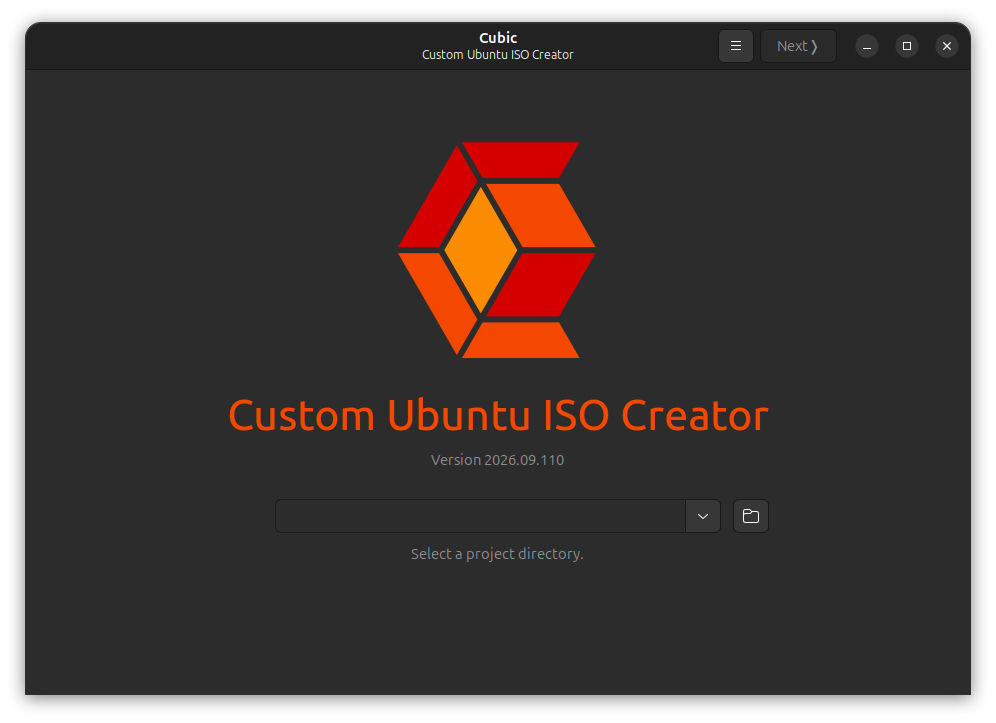 Cubic
Custom Ubuntu ISO Creator
Next ❭
Custom Ubuntu ISO Creator
Version 2026.09.110
Select a project directory.